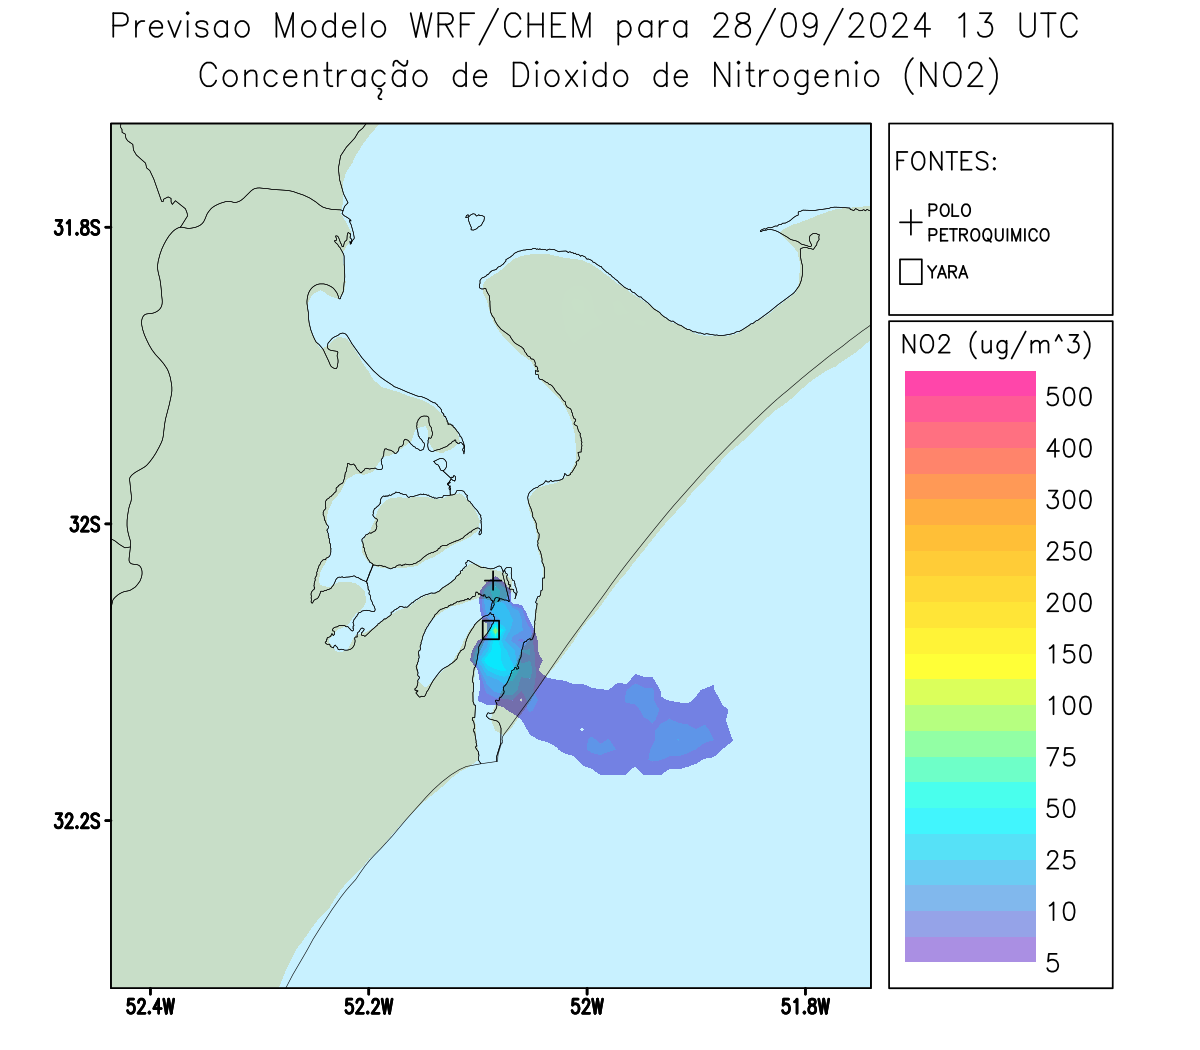 Previsao Modelo WRF/CHEM para 28/09/2024 13 UTC
Concentração de Dioxido de Nitrogenio (NO2)
FONTES:
POLO
PETROQUIMICO
YARA
NO2 (ug/m^3)
500
400
300
250
200
150
100
75
50
25
10
5
31.8S
32S
32.2S
52.4W
52.2W
52W
51.8W